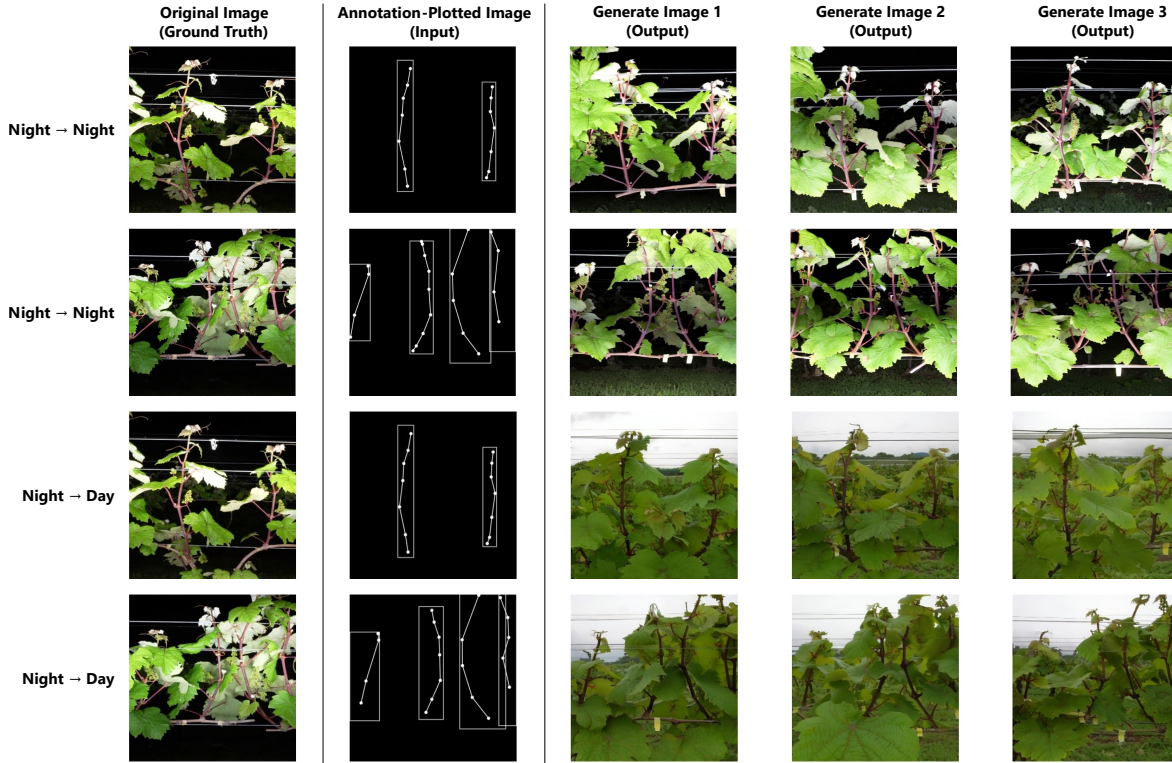 Original Image
(Ground Truth)
Annotation-Plotted Image
(Input)
Generate Image 1
(Output)
Generate Image 2
(Output)
Generate Image 3
(Output)
Night → Night
Night → Night
Night → Day
Night → Day